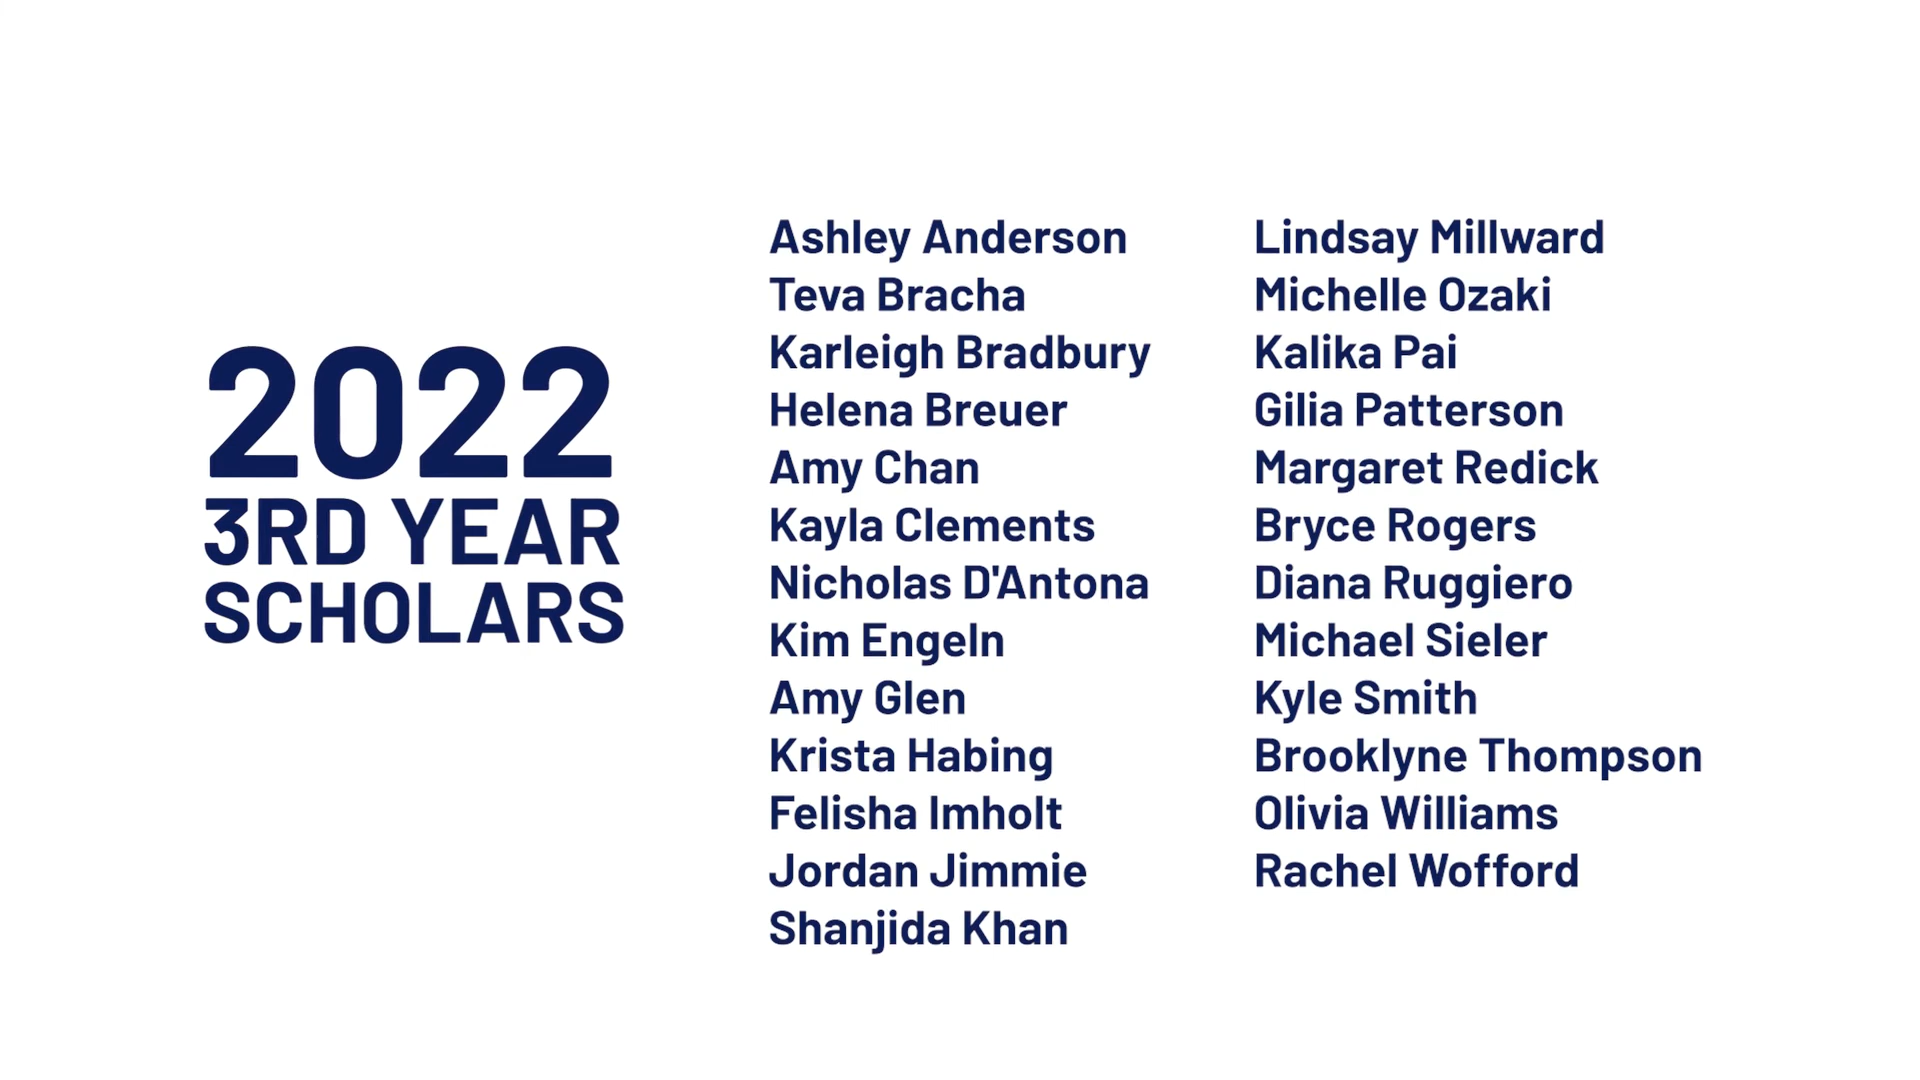 2022
3RD YEAR
SCHOLARS
Ashley Anderson
Teva Bracha
Karleigh Bradbury
Helena Breuer
Amy Chan
Kayla Clements
Nicholas D'Antona
Kim Engeln
Amy Glen
Krista Habing
Felisha Imholt
Jordan Jimmie
Shanjida Khan
Lindsay Millward
Michelle Ozaki
Kalika Pai
Gilia Patterson
Margaret Redick
Bryce Rogers
Diana Ruggiero
Michael Sieler
Kyle Smith
Brooklyne Thompson
Olivia Williams
Rachel Wofford